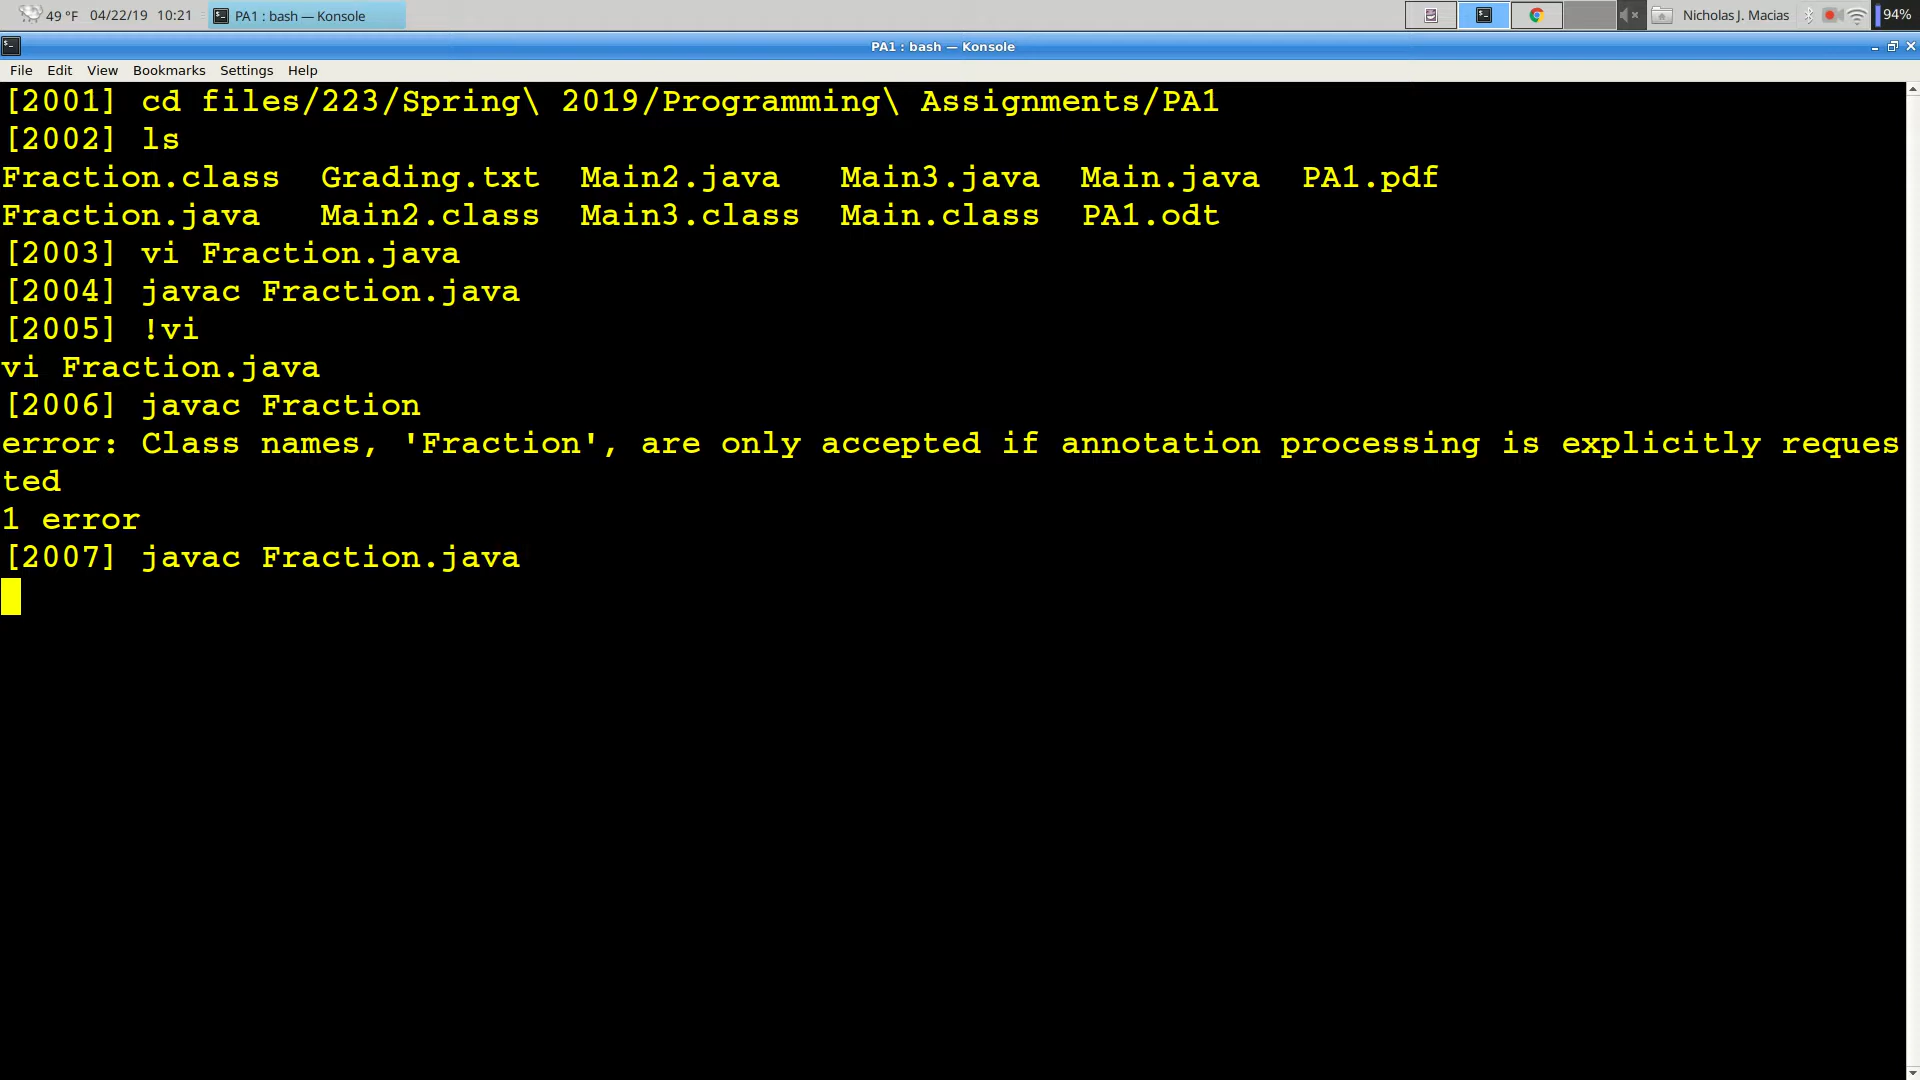 49 °F 04/22/19 10:21 PA1 : bash — Konsole Nicholas J. Macias 94%
PA1 : bash — Konsole
File Edit View Bookmarks Settings Help
[2001] cd files/223/Spring\ 2019/Programming\ Assignments/PA1
[2002] ls
Fraction.class Grading.txt Main2.java Main3.java Main.java PA1.pdf
Fraction.java Main2.class Main3.class Main.class PA1.odt
[2003] vi Fraction.java
[2004] javac Fraction.java
[2005] !vi
vi Fraction.java
[2006] javac Fraction
error: Class names, 'Fraction', are only accepted if annotation processing is explicitly reques
ted
1 error
[2007] javac Fraction.java